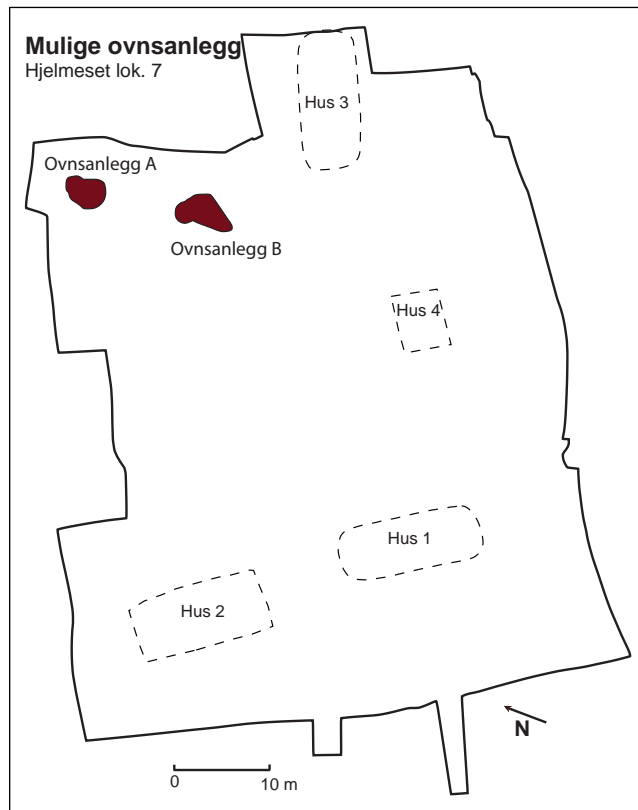 Mulige ovnsanlegg
Hjelmeset lok. 7
Hus 3
Ovnsanlegg A
Ovnsanlegg B
Hus 4
Hus 1
Hus 2
N
0 10 m